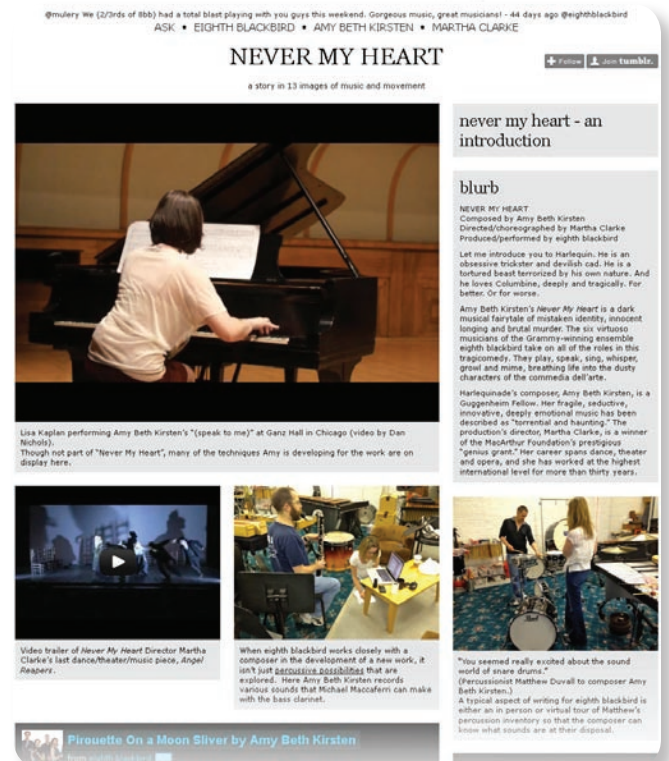 @mulery We (2/3rds of 8bb) had a total blast playing with you guys this weekend. Gorgeous music, great musicians! - 44 days ago @eighthblackbird
ASK • EIGHTH BLACKBIRD • AMY BETH KIRSTEN • MARTHA CLARKE
NEVER MY HEART
Follow
Join tumblr.
a story in 13 images of music and movement
Lisa Kaplan performing Amy Beth Kirsten's "(speak to me)" at Ganz Hall in Chicago (video by Dan
Nichols).
Though not part of "Never My Heart", many of the techniques Amy is developing for the work are on
display here.
Video trailer of Never My Heart Director Martha
Clarke's last dance/theater/music piece, Angel
Reapers.
When eighth blackbird works closely with a
composer in the development of a new work, it
isn't just percussive possibilities that are
explored. Here Amy Beth Kirsten records
various sounds that Michael Maccaferri can make
with the bass clarinet.
Pirouette On a Moon Sliver by Amy Beth Kirsten
never my heart - an
introduction
blurb
NEVER MY HEART
Composed by Amy Beth Kirsten
Directed/choreographed by Martha Clarke
Produced/performed by eighth blackbird
Let me introduce you to Harlequin. He is an
obsessive trickster and devilish cad. He is a
tortured beast terrorized by his own nature. And
he loves Columbine, deeply and tragically. For
better. Or for worse.
Amy Beth Kirsten's Never My Heart is a dark
musical fairytale of mistaken identity, innocent
longing and brutal murder. The six virtuoso
musicians of the Grammy-winning ensemble
eighth blackbird take on all of the roles in this
tragicomedy. They play, speak, sing, whisper,
growl and mime, breathing life into the dusty
characters of the commedia dell'arte.
Harlequinade's composer, Amy Beth Kirsten, is a
Guggenheim Fellow. Her fragile, seductive,
innovative, deeply emotional music has been
described as "torrential and haunting." The
production's director, Martha Clarke, is a winner
of the MacArthur Foundation's prestigious
"genius grant." Her career spans dance, theater
and opera, and she has worked at the highest
international level for more than thirty years.
Pearl
"You seemed really excited about the sound
world of snare drums."
(Percussionist Matthew Duvall to composer Amy
Beth Kirsten.)
A typical aspect of writing for eighth blackbird is
either an in person or virtual tour of Matthew's
percussion inventory so that the composer can
know what sounds are at their disposal.